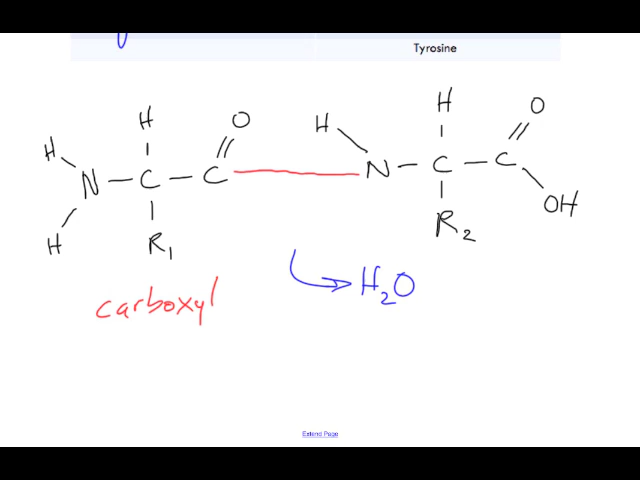 Tyrosine
H H O H H O
H N C C N C C OH
R1 R2
carboxyl H2O
Extend Page